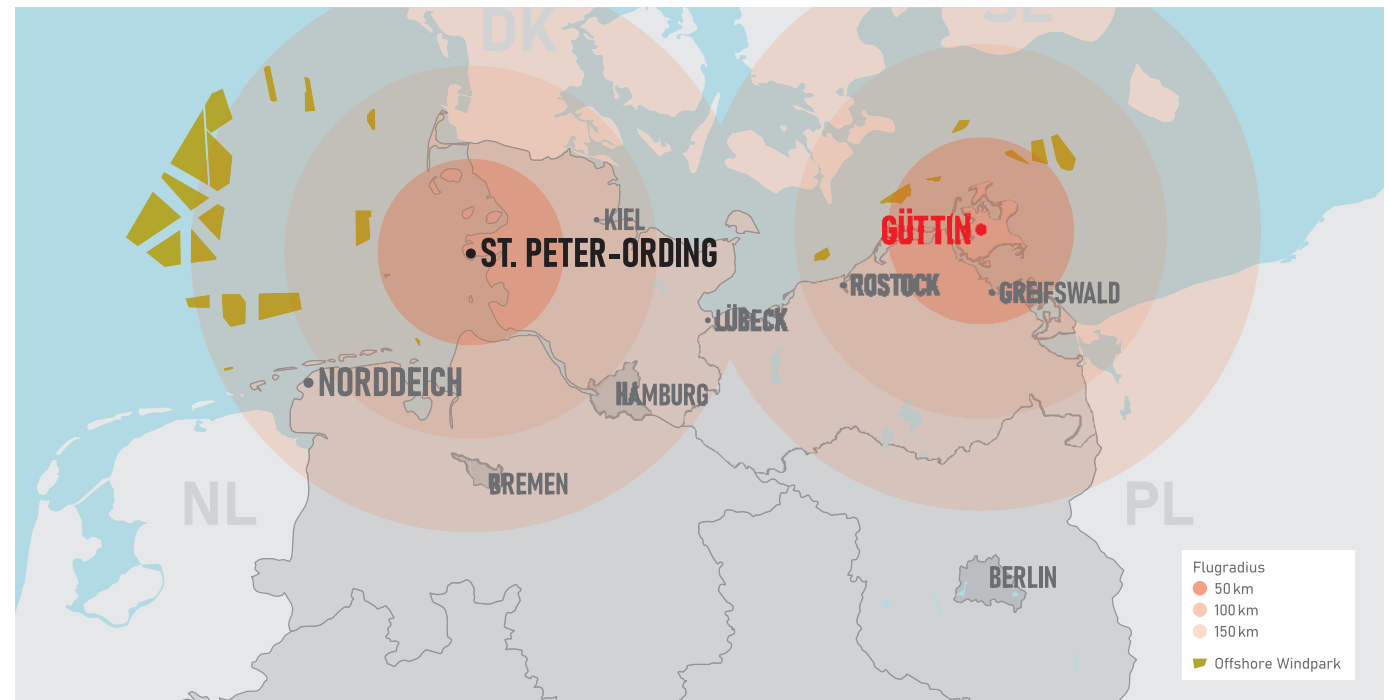 DK
SE
KIEL
GÜTTIN
ST. PETER-ORDING
ROSTOCK
GREIFSWALD
LÜBECK
NORDDEICH
HAMBURG
BREMEN
NL
PL
BERLIN
Flugradius
50 km
100 km
150 km
Offshore Windpark